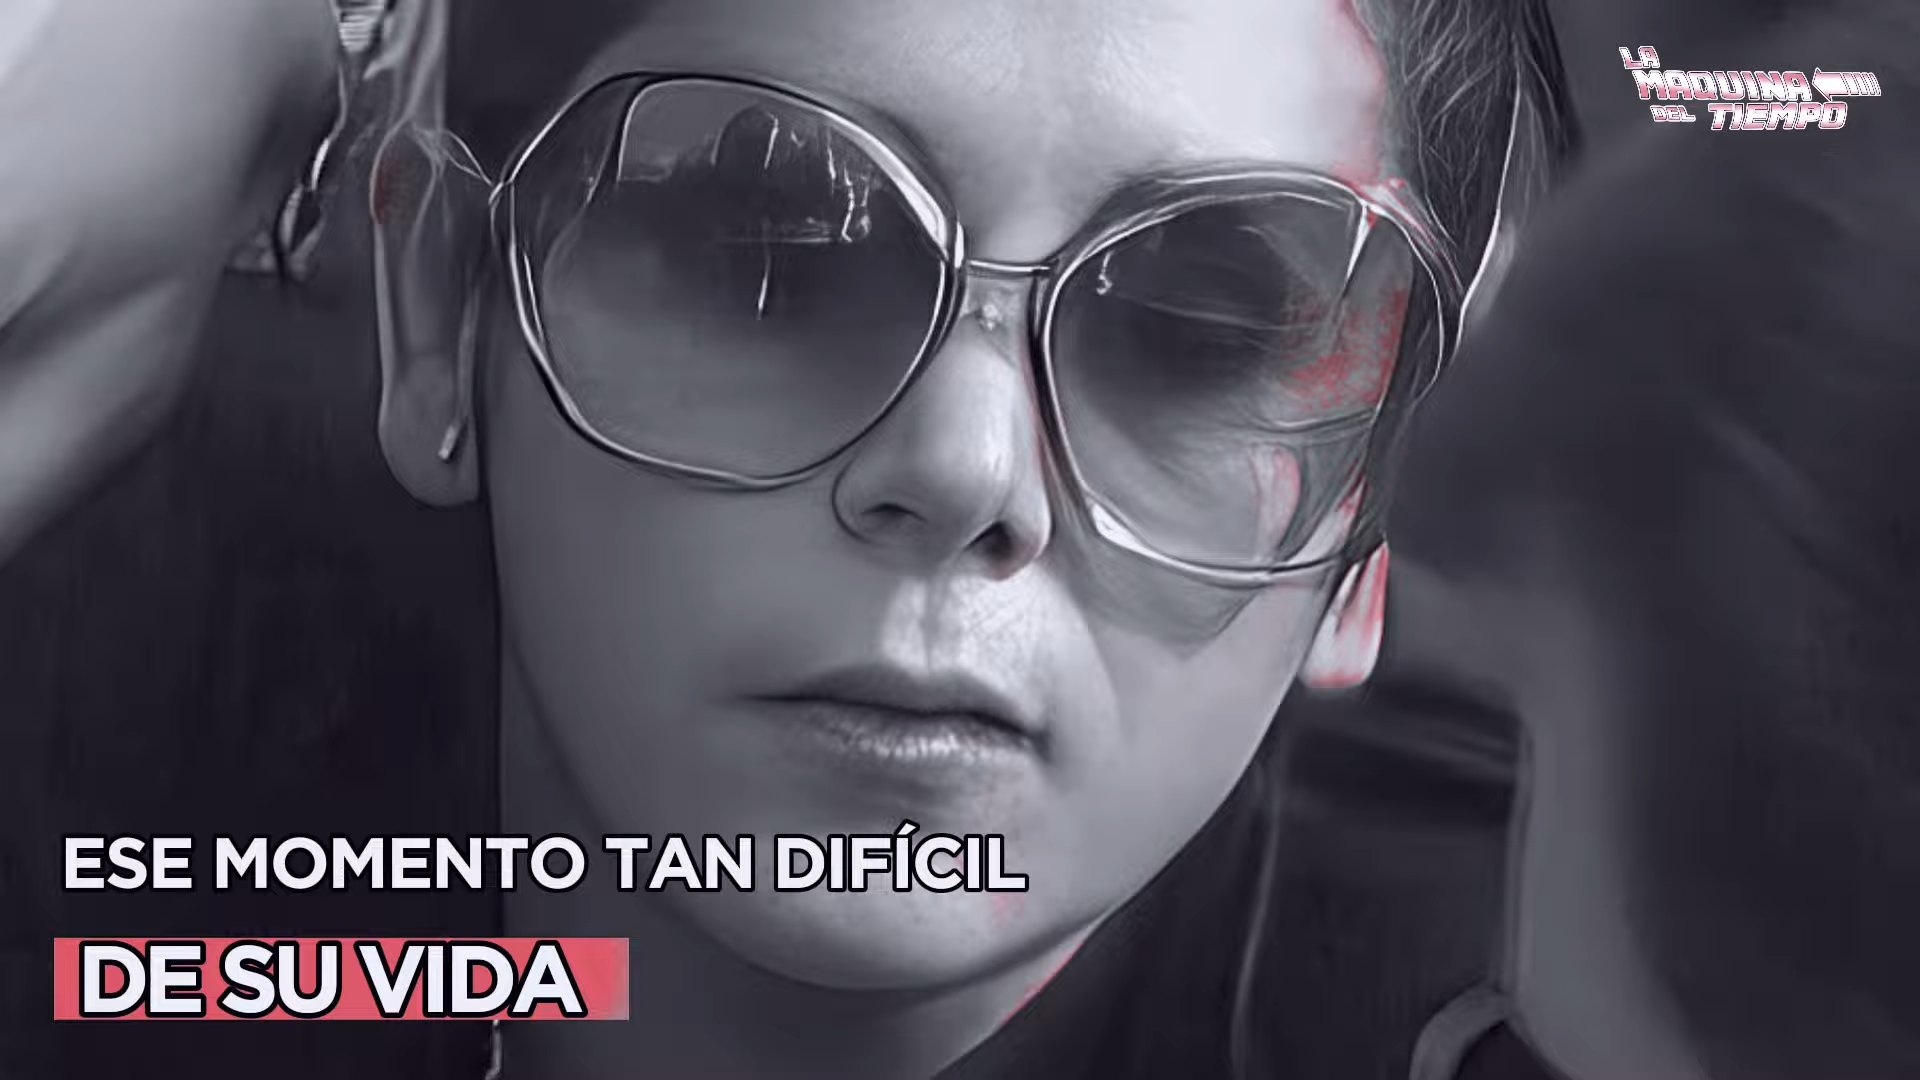 LA
MAQUINA
DEL TIEMPO
ESE MOMENTO TAN DIFÍCIL
DE SU VIDA